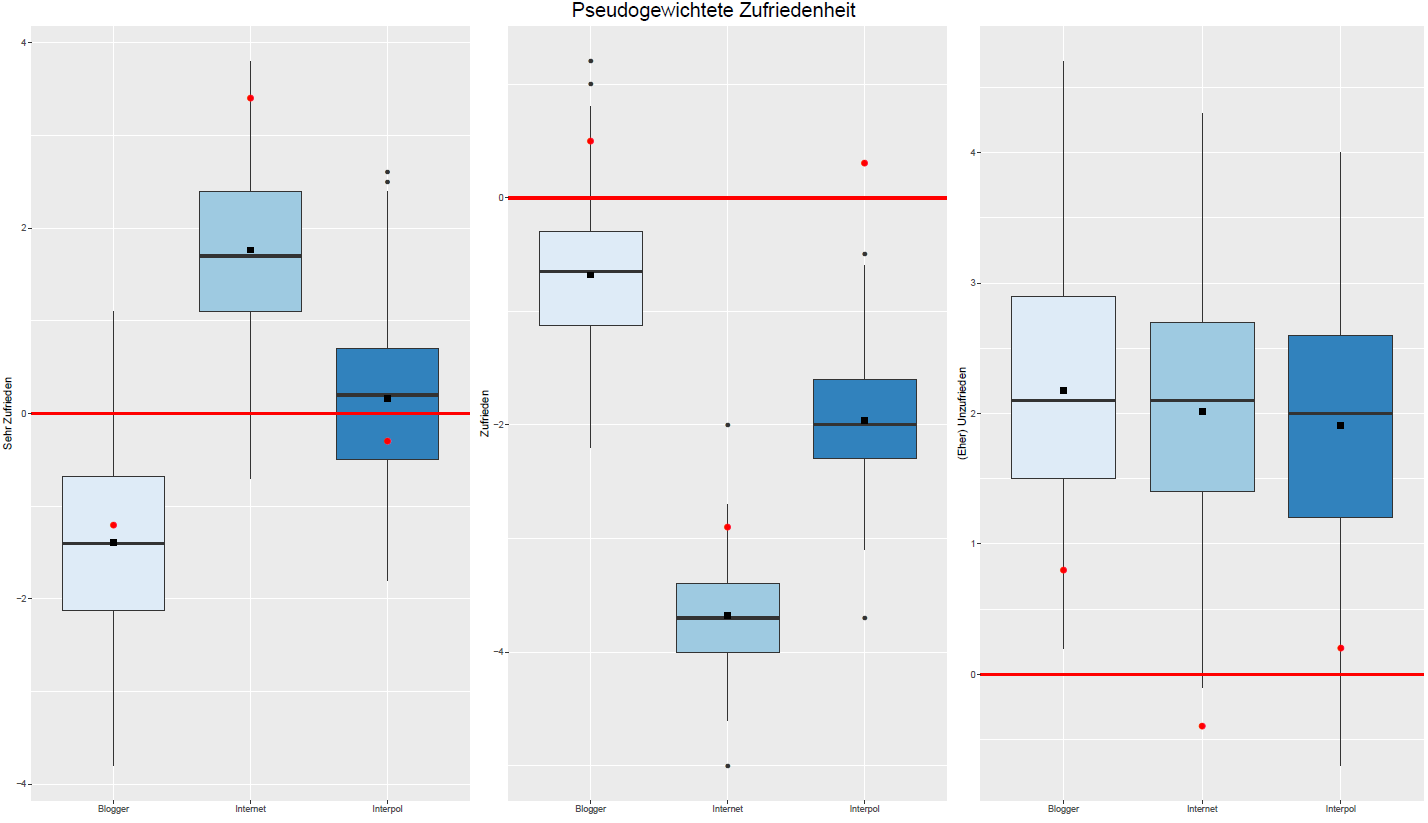 Pseudogewichtete Zufriedenheit
Sehr Zufrieden
4
2
0
−2
−4
Blogger
Internet
Interpol
Zufrieden
0
−2
−4
Blogger
Internet
Interpol
(Eher) Unzufrieden
4
3
2
1
0
Blogger
Internet
Interpol